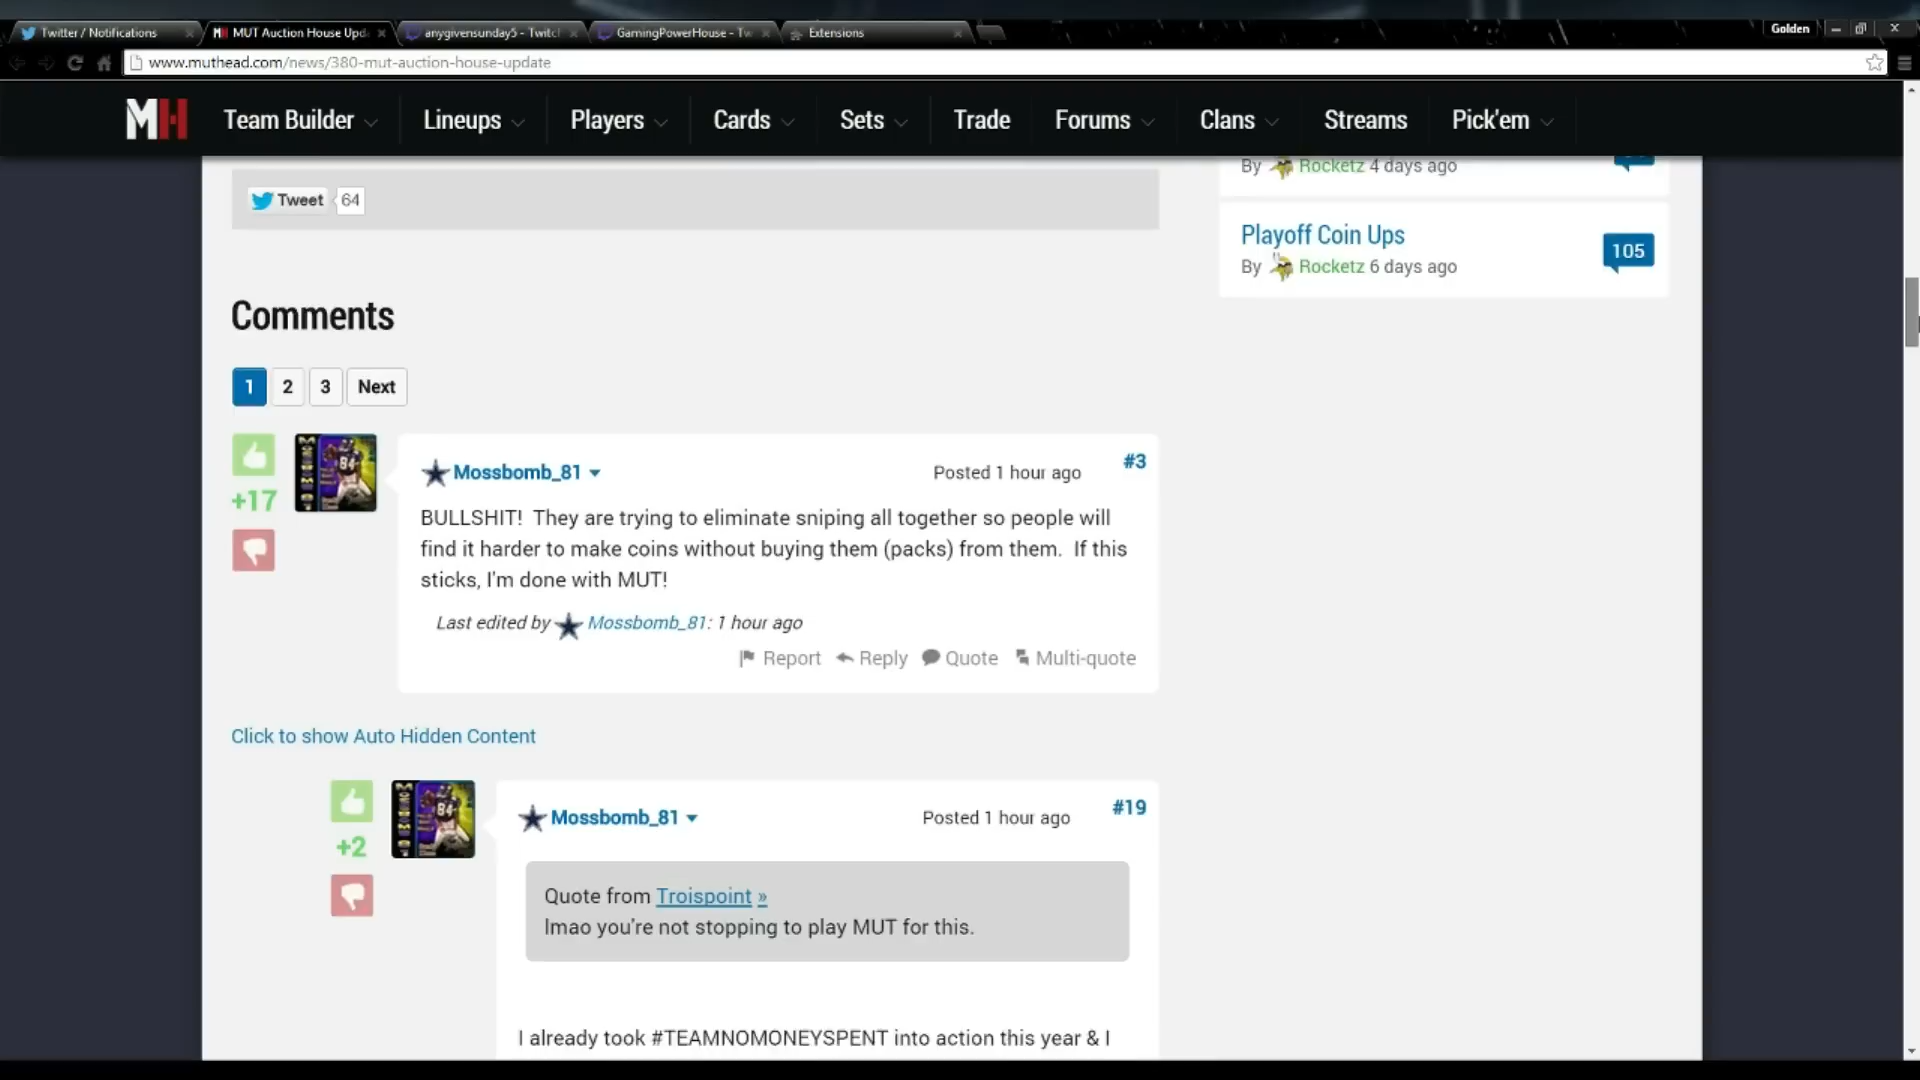 Twitter / Notifications
MUT Auction House Upd
anygivensunday5 - Twitc
GamingPowerHouse - Tw
Extensions
Golden
www.muthead.com/news/380-mut-auction-house-update
MH
Team Builder
Lineups
Players
Cards
Sets
Trade
Forums
Clans
Streams
Pick'em
By Rocketz 4 days ago
Tweet 64
Playoff Coin Ups
By Rocketz 6 days ago
105
Comments
1 2 3 Next
+17
Mossbomb_81
Posted 1 hour ago
#3
BULLSHIT! They are trying to eliminate sniping all together so people will
find it harder to make coins without buying them (packs) from them. If this
sticks, I'm done with MUT!
Last edited by Mossbomb_81: 1 hour ago
Report Reply Quote Multi-quote
Click to show Auto Hidden Content
+2
Mossbomb_81
Posted 1 hour ago
#19
Quote from Troispoint »
lmao you're not stopping to play MUT for this.
I already took #TEAMNOMONEYSPENT into action this year & I